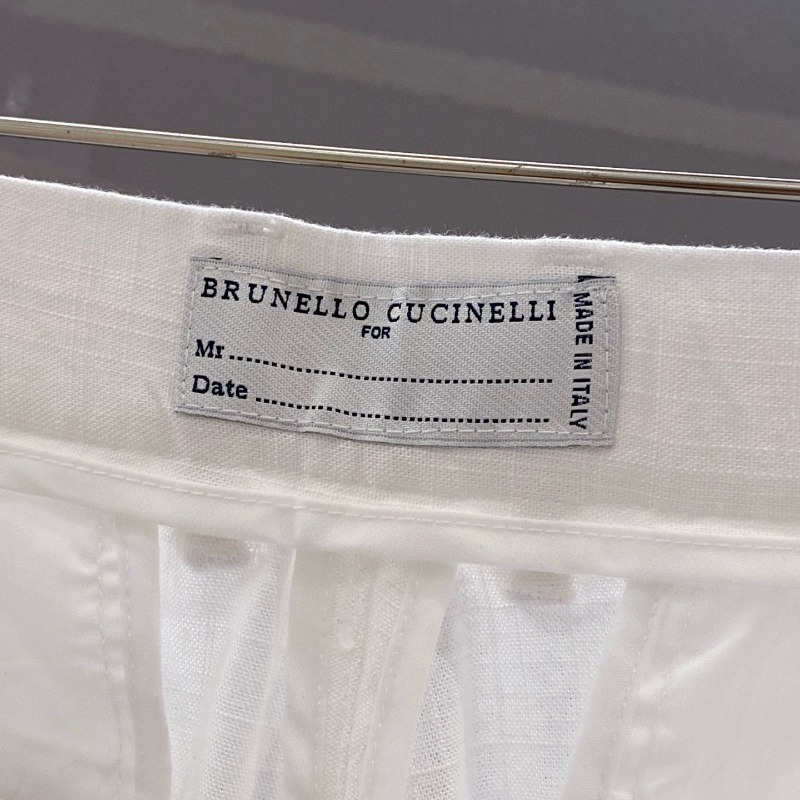 BRUNELLO CUCINELLI
FOR
Mr ................................................
Date ............................................
MADE IN ITALY